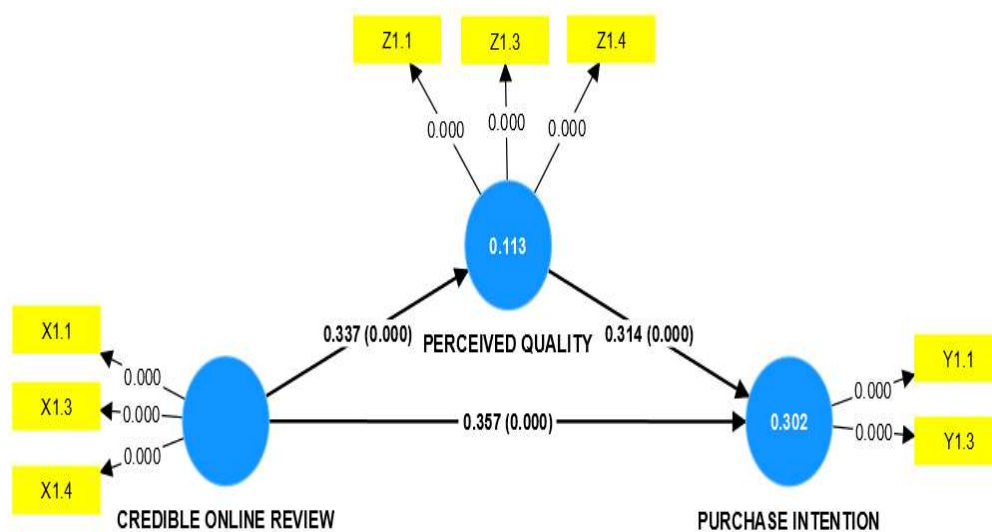 Z1.1
Z1.3
Z1.4
0.000
0.000
0.000
0.113
X1.1
X1.3
X1.4
0.000
0.000
0.000
0.337 (0.000)
PERCEIVED QUALITY
0.314 (0.000)
0.357 (0.000)
0.302
0.000
0.000
Y1.1
Y1.3
CREDIBLE ONLINE REVIEW
PURCHASE INTENTION